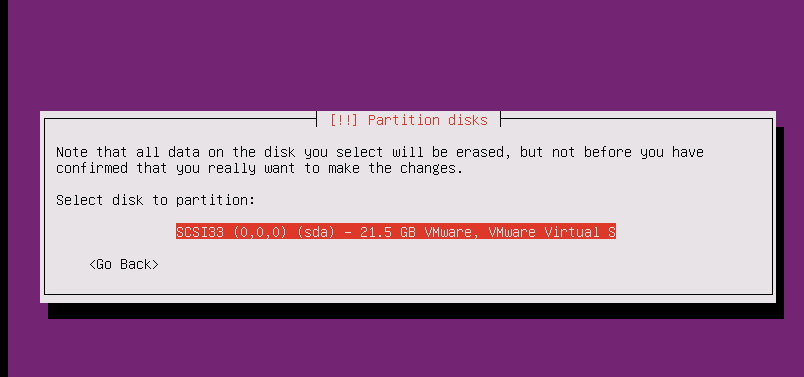 [!!] Partition disks
Note that all data on the disk you select will be erased, but not before you have
confirmed that you really want to make the changes.
Select disk to partition:
SCSI33 (0,0,0) (sda) - 21.5 GB VMware, VMware Virtual S
<Go Back>